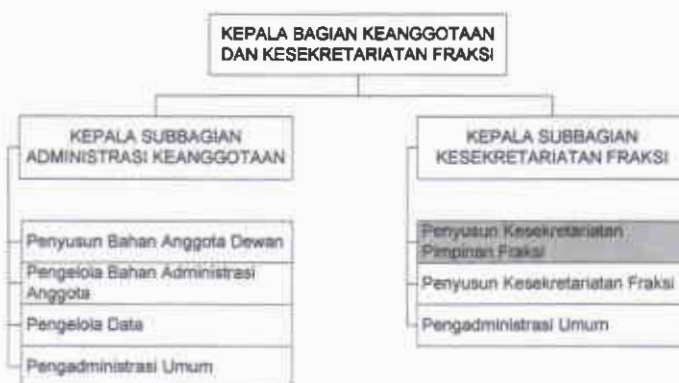 KEPALA BAGIAN KEANGGOTAAN
DAN KESEKRETARIATAN FRAKSI
KEPALA SUBBAGIAN
ADMINISTRASI KEANGGOTAAN
Penyusun Bahan Anggota Dewan
Pengelola Bahan Administrasi
Anggota
Pengelola Data
Pengadministrasi Umum
KEPALA SUBBAGIAN
KESEKRETARIATAN FRAKSI
Penyusun Kesekretariatan
Pimpinan Fraksi
Penyusun Kesekretariatan Fraksi
Pengadministrasi Umum